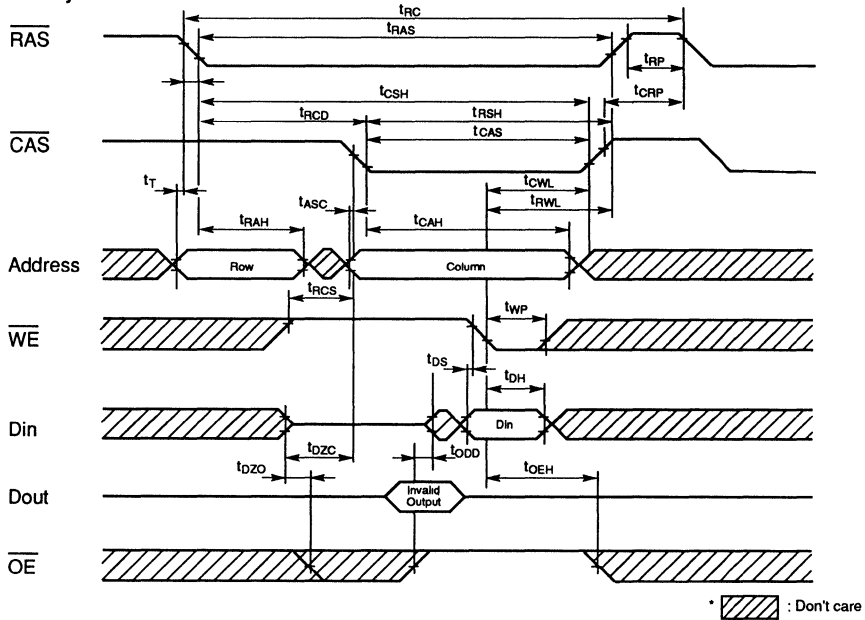 tRC
RAS
tRAS
tRP
tCSH
tCRP
tRCD
tRSH
CAS
tCAS
tT
tCWL
tASC
tRWL
tRAH
tCAH
Address
Row
Column
tRCS
WE
tWP
tDS
tDH
Din
Din
tDZC
tODD
tDZO
tOEH
Dout
Invalid
Output
OE
* : Don't care